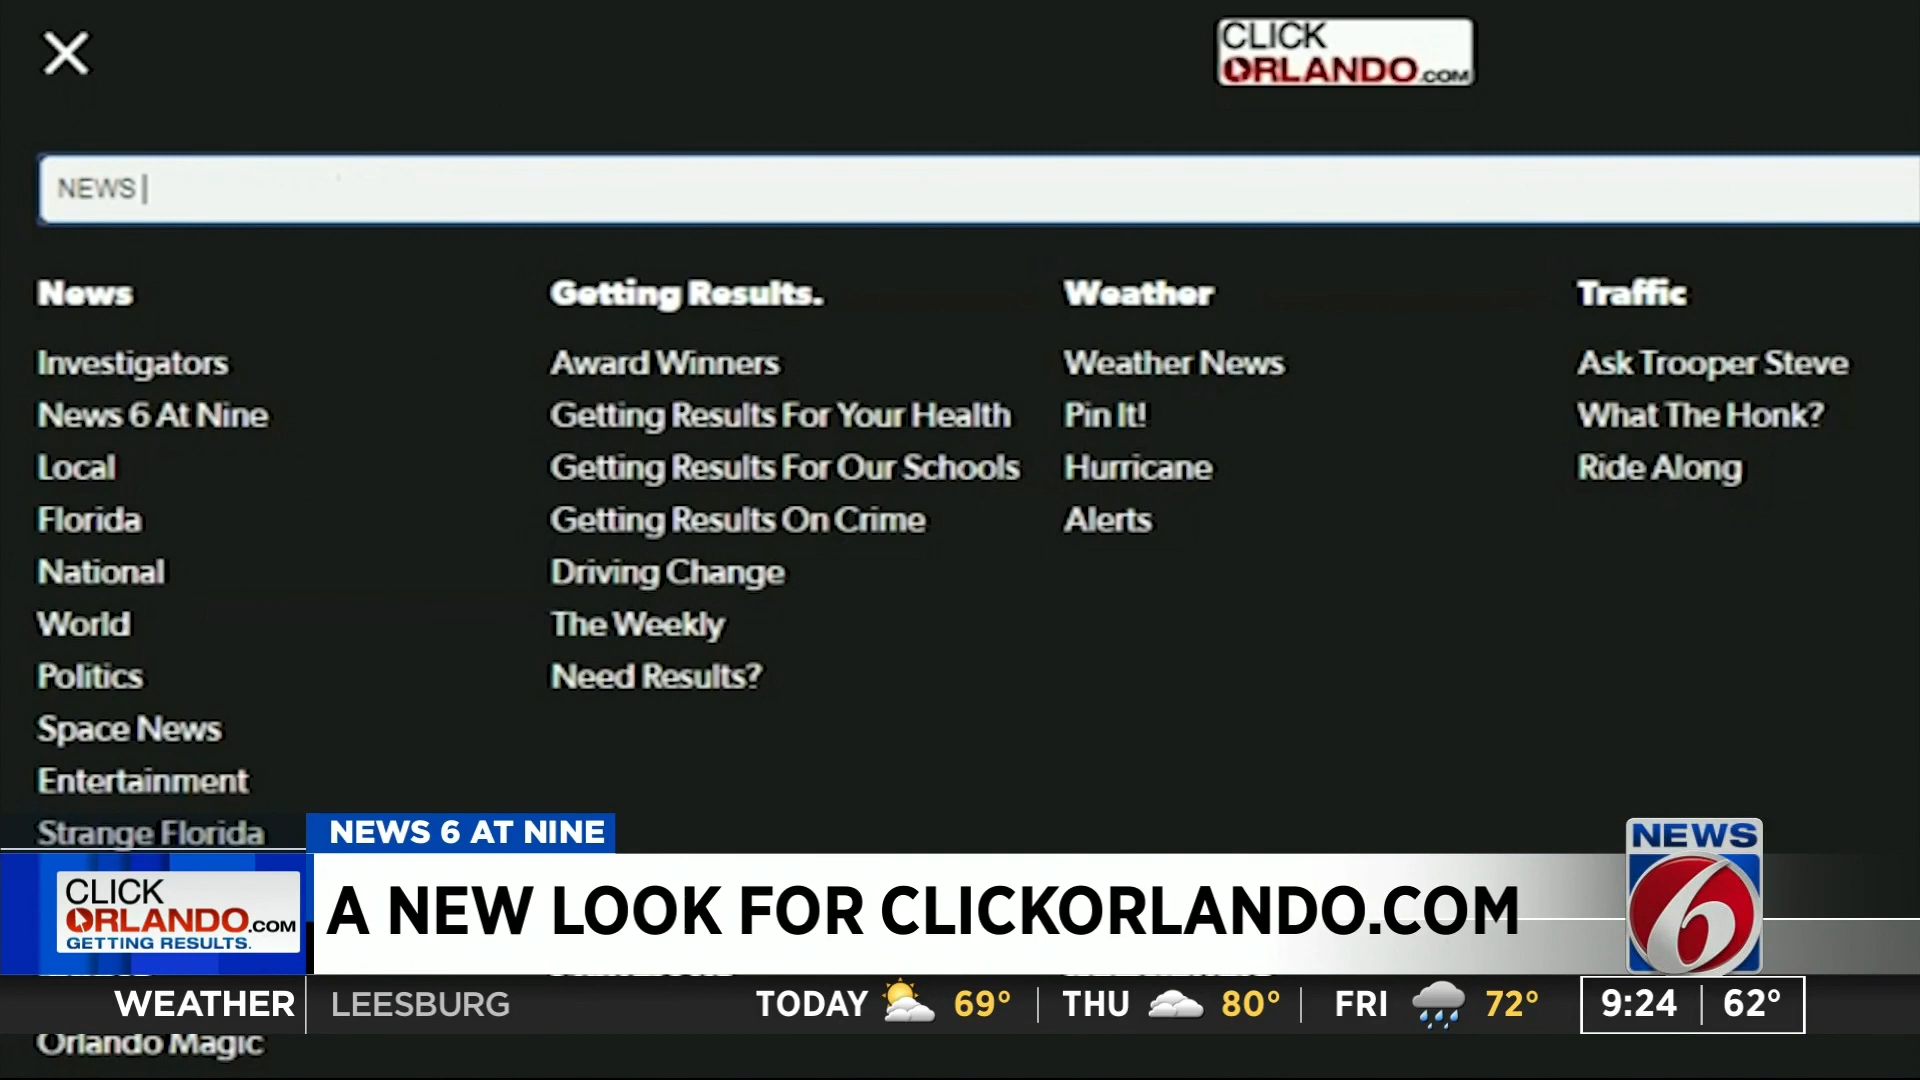 CLICK
ORLANDO.COM
NEWS
News
Investigators
News 6 At Nine
Local
Florida
National
World
Politics
Space News
Entertainment
Strange Florida
Getting Results.
Award Winners
Getting Results For Your Health
Getting Results For Our Schools
Getting Results On Crime
Driving Change
The Weekly
Need Results?
Weather
Weather News
Pin It!
Hurricane
Alerts
Traffic
Ask Trooper Steve
What The Honk?
Ride Along
NEWS 6 AT NINE
CLICK
ORLANDO.COM
GETTING RESULTS.
A NEW LOOK FOR CLICKORLANDO.COM
NEWS
6
WEATHER LEESBURG TODAY 69° THU 80° FRI 72° 9:24 62°
Orlando Magic